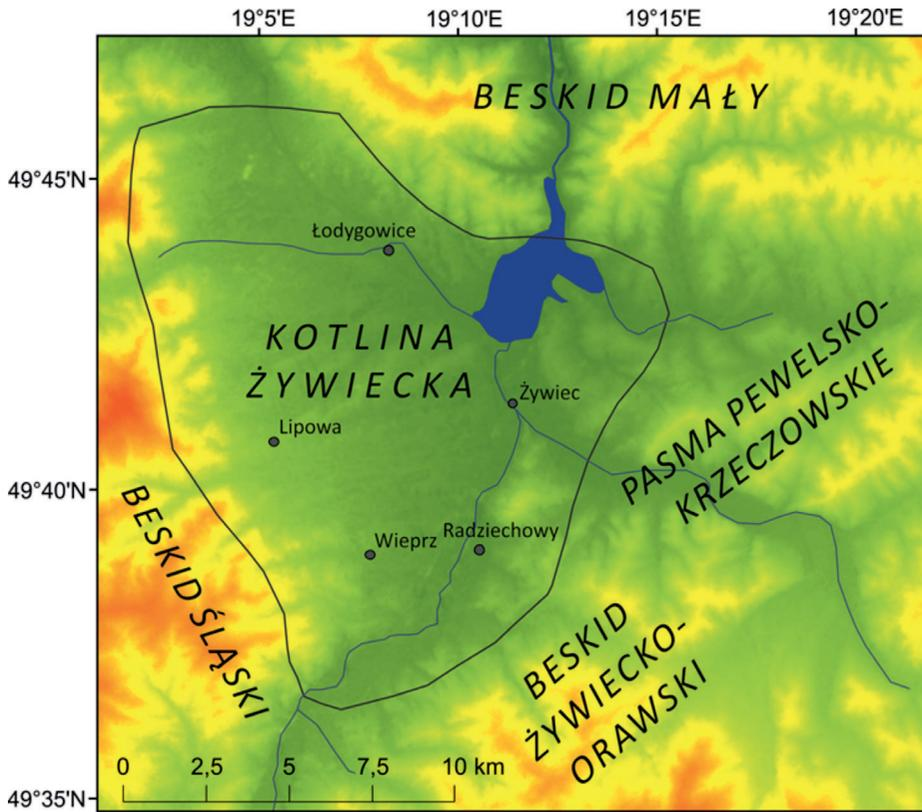 19°5'E 19°10'E 19°15'E 19°20'E
BESKID MAŁY
49°45'N
Łodygowice
KOTLINA
ŻYWIECKA
Żywiec
Lipowa
PASMA PEWELSKO-
KRZECZOWSKIE
49°40'N
Radziechowy
Wieprz
BESKID ŚLĄSKI
BESKID
ŻYWIECKO-
ORAWSKI
0 2,5 5 7,5 10 km
49°35'N